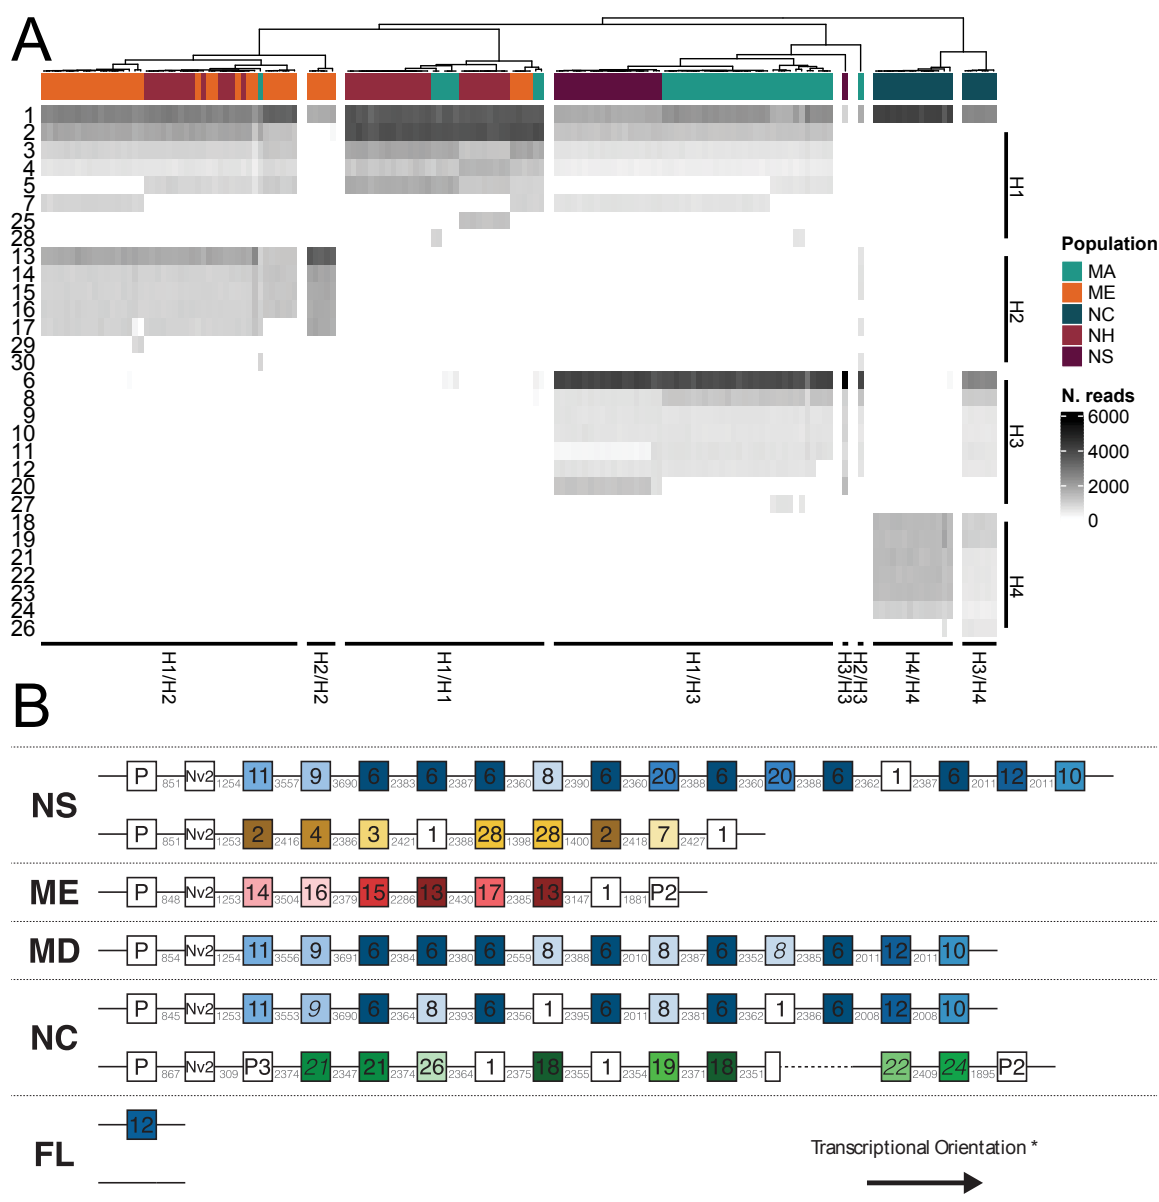 A
1
2
3
4
5
7
25
28
13
14
15
16
17
29
30
6
8
9
10
11
12
20
27
18
19
21
22
23
24
26
H1
H2
H3
H4
Population
MA
ME
NC
NH
NS
N. reads
6000
4000
2000
0
H1/H2
H2/H2
H1/H1
H1/H3
H3/H3
H2/H3
H4/H4
H3/H4
B
NS
P 851 Nv2 1254 11 3557 9 3690 6 2383 6 2387 6 2360 8 2390 6 2360 20 2388 6 2360 20 2388 6 2362 1 2387 6 2011 12 2011 10
P 851 Nv2 1253 2 2416 4 2386 3 2421 1 2388 28 1398 28 1400 2 2418 7 2427 1
ME
P 848 Nv2 1253 14 3504 16 2379 15 2286 13 2430 17 2385 13 3147 1 1881 P2
MD
P 854 Nv2 1254 11 3556 9 3691 6 2384 6 2380 6 2559 8 2388 6 2010 8 2387 6 2352 8 2385 6 2011 12 2011 10
NC
P 845 Nv2 1253 11 3553 9 3690 6 2364 8 2393 6 2356 1 2395 6 2011 8 2381 6 2362 1 2386 6 2008 12 2008 10
P 867 Nv2 309 P3 2374 21 2347 21 2374 26 2364 1 2375 18 2355 1 2354 19 2371 18 2351 22 2409 24 1895 P2
FL
12
Transcriptional Orientation *